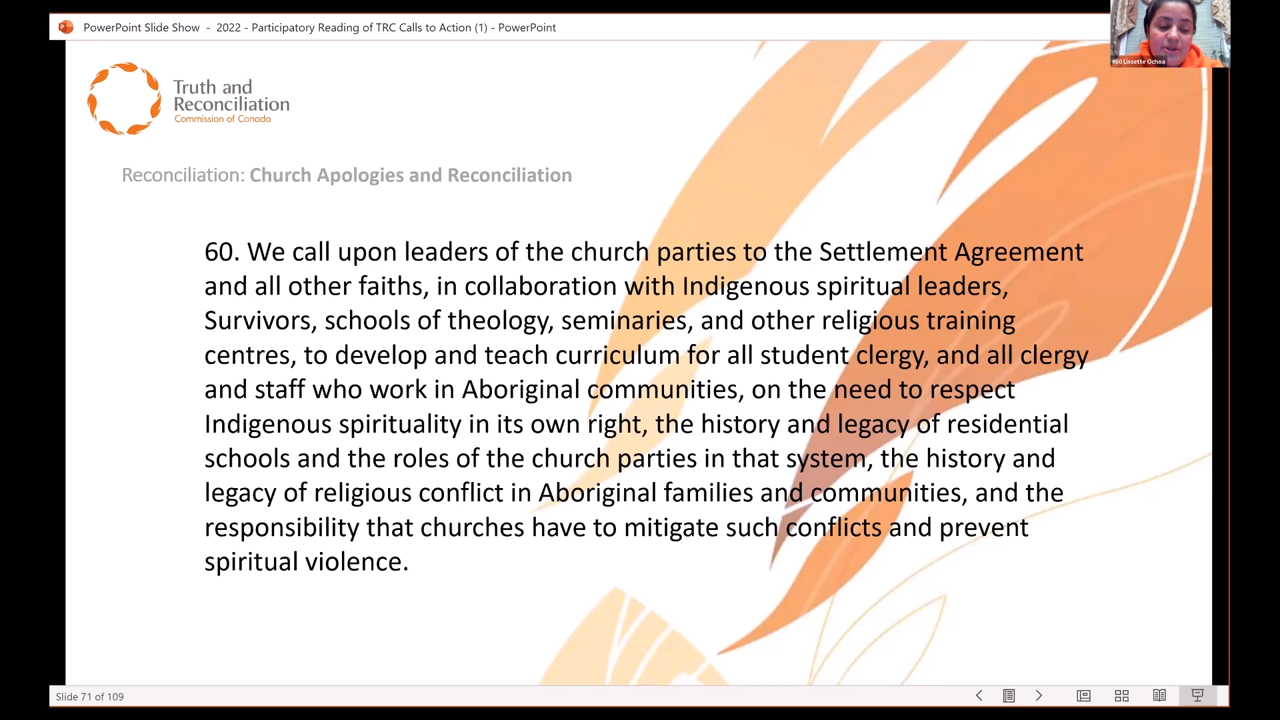 PowerPoint Slide Show - 2022 - Participatory Reading of TRC Calls to Action (1) - PowerPoint
#60 Lissette Ochoa
Truth and
Reconciliation
Commission of Canada
Reconciliation: Church Apologies and Reconciliation
60. We call upon leaders of the church parties to the Settlement Agreement
and all other faiths, in collaboration with Indigenous spiritual leaders,
Survivors, schools of theology, seminaries, and other religious training
centres, to develop and teach curriculum for all student clergy, and all clergy
and staff who work in Aboriginal communities, on the need to respect
Indigenous spirituality in its own right, the history and legacy of residential
schools and the roles of the church parties in that system, the history and
legacy of religious conflict in Aboriginal families and communities, and the
responsibility that churches have to mitigate such conflicts and prevent
spiritual violence.
Slide 71 of 109